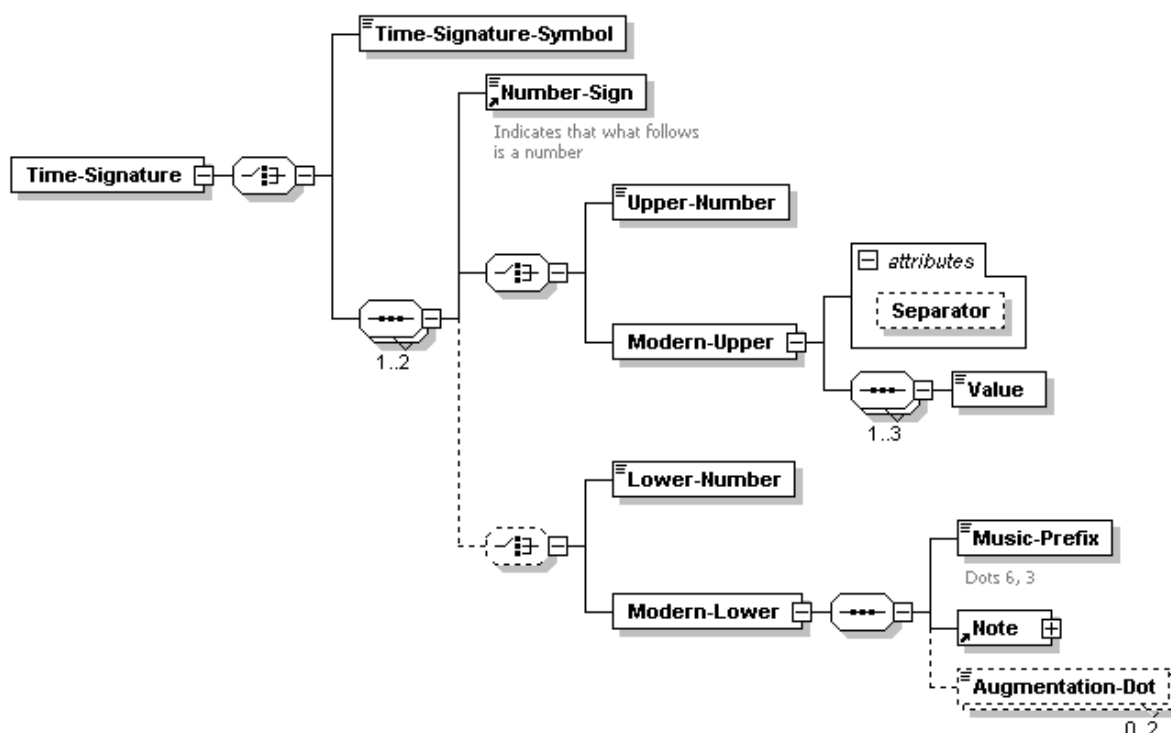 Time-Signature-Symbol
Number-Sign
Indicates that what follows
is a number
Time-Signature
Upper-Number
attributes
Separator
Modern-Upper
1..2
Value
1..3
Lower-Number
Music-Prefix
Dots 6, 3
Modern-Lower
Note
Augmentation-Dot
0..2